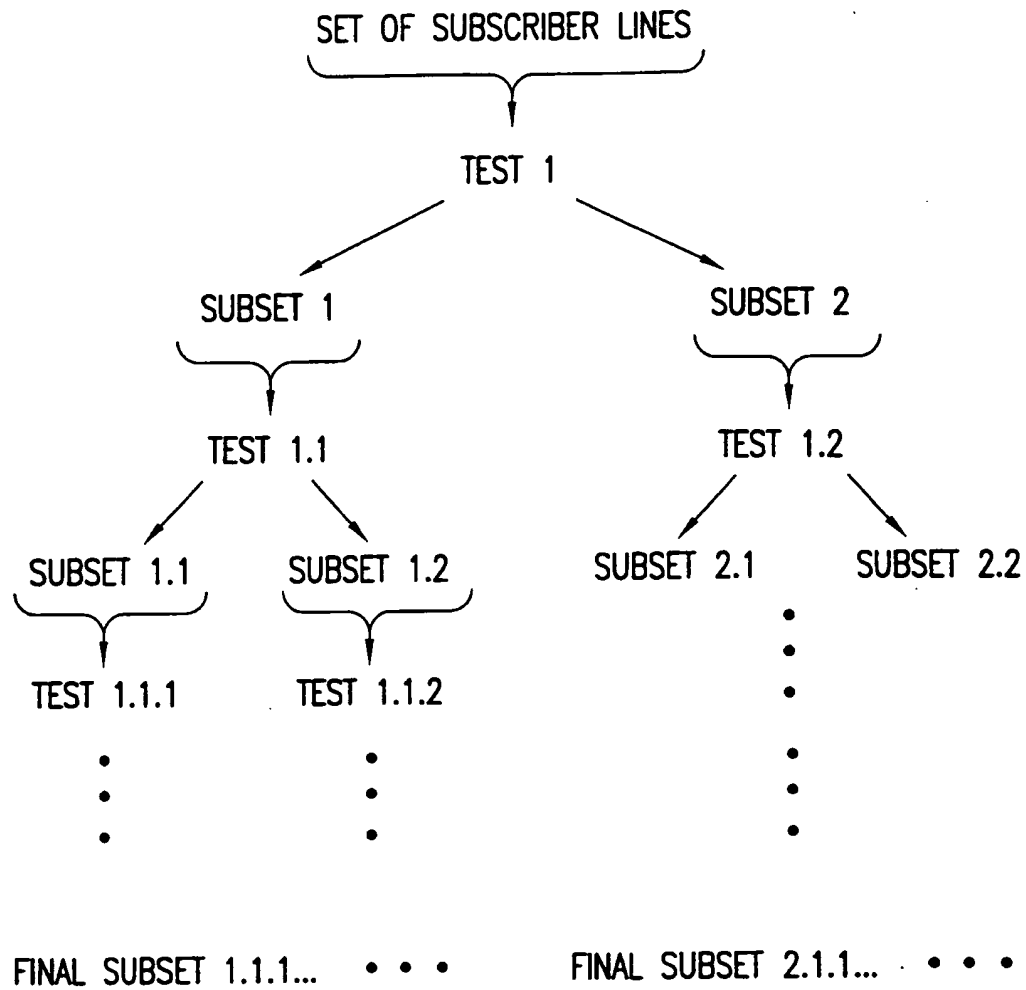 SET OF SUBSCRIBER LINES
TEST 1
SUBSET 1
SUBSET 2
TEST 1.1
TEST 1.2
SUBSET 1.1
SUBSET 1.2
SUBSET 2.1
SUBSET 2.2
TEST 1.1.1
TEST 1.1.2
FINAL SUBSET 1.1.1... • • •
FINAL SUBSET 2.1.1... • • •